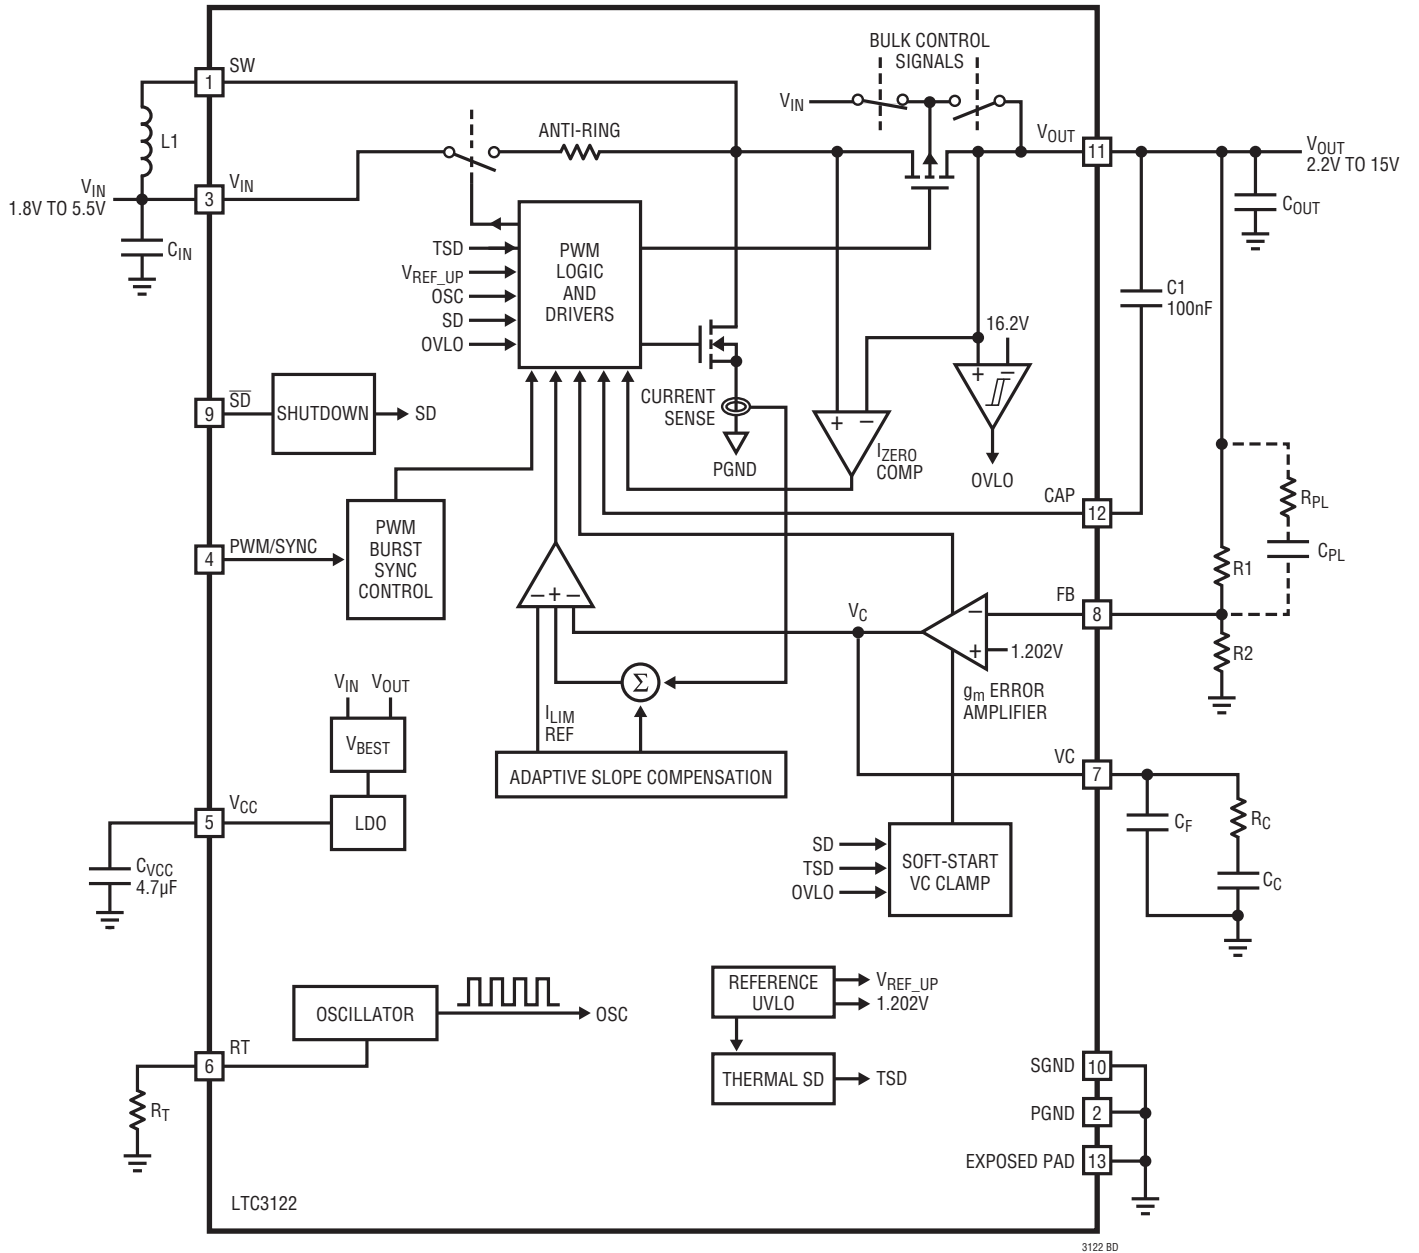 BULK CONTROL
SIGNALS
SW
1
VIN
ANTI-RING
VOUT
11
VOUT
2.2V TO 15V
L1
VIN
1.8V TO 5.5V
3
VIN
COUT
CIN
TSD
VREF_UP
OSC
SD
OVLO
PWM
LOGIC
AND
DRIVERS
C1
100nF
16.2V
+
–
CURRENT
SENSE
PGND
+
–
IZERO
COMP
OVLO
9
SD
SHUTDOWN
SD
CAP
12
RPL
CPL
4
PWM/SYNC
PWM
BURST
SYNC
CONTROL
– + –
VC
FB
8
R1
R2
–
+
1.202V
gm ERROR
AMPLIFIER
Σ
ILIM
REF
ADAPTIVE SLOPE COMPENSATION
VIN
VOUT
VBEST
LDO
VC
7
CF
RC
CC
5
VCC
CVCC
4.7µF
SD
TSD
OVLO
SOFT-START
VC CLAMP
OSCILLATOR
OSC
REFERENCE
UVLO
VREF_UP
1.202V
THERMAL SD
TSD
RT
6
RT
SGND
10
PGND
2
EXPOSED PAD
13
LTC3122
3122 BD